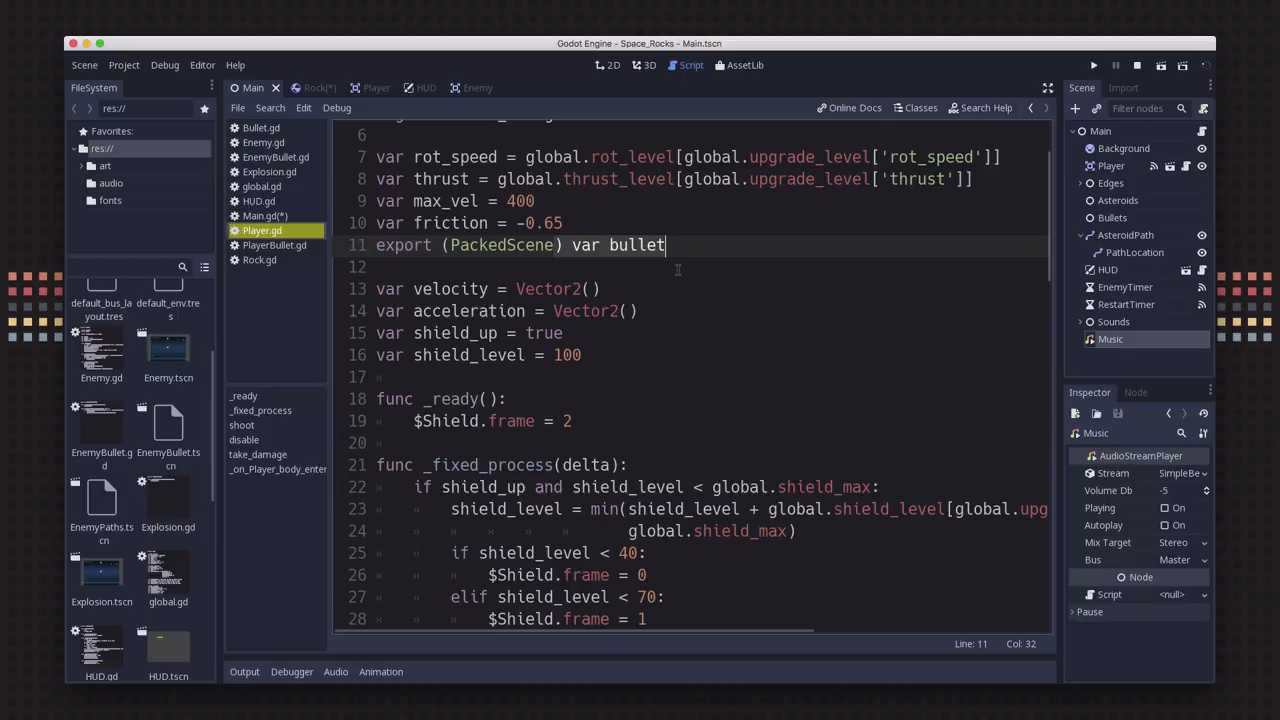 Godot Engine - Space_Rocks - Main.tscn
Scene Project Debug Editor Help
2D 3D Script AssetLib
FileSystem
res://
Favorites:
res://
art
audio
fonts
default_bus_la
yout.tres
default_env.tre
s
Enemy.gd
Enemy.tscn
EnemyBullet.g
d
EnemyBullet.ts
cn
EnemyPaths.ts
cn
Explosion.gd
Explosion.tscn
global.gd
HUD.gd
HUD.tscn
Main Rock(*) Player HUD Enemy
File Search Edit Debug
Online Docs Classes Search Help
Bullet.gd
Enemy.gd
EnemyBullet.gd
Explosion.gd
global.gd
HUD.gd
Main.gd(*)
Player.gd
PlayerBullet.gd
Rock.gd
_ready
_fixed_process
shoot
disable
take_damage
_on_Player_body_enter
6
7 var rot_speed = global.rot_level[global.upgrade_level['rot_speed']]
8 var thrust = global.thrust_level[global.upgrade_level['thrust']]
9 var max_vel = 400
10 var friction = -0.65
11 export (PackedScene) var bullet
12
13 var velocity = Vector2()
14 var acceleration = Vector2()
15 var shield_up = true
16 var shield_level = 100
17
18 func _ready():
19 $Shield.frame = 2
20
21 func _fixed_process(delta):
22 if shield_up and shield_level < global.shield_max:
23 shield_level = min(shield_level + global.shield_level[global.upg
24 global.shield_max)
25 if shield_level < 40:
26 $Shield.frame = 0
27 elif shield_level < 70:
28 $Shield.frame = 1
Line: 11 Col: 32
Output Debugger Audio Animation
Scene Import
Filter nodes
Main
Background
Player
Edges
Asteroids
Bullets
AsteroidPath
PathLocation
HUD
EnemyTimer
RestartTimer
Sounds
Music
Inspector Node
Music
AudioStreamPlayer
Stream SimpleBe
Volume Db -5
Playing On
Autoplay On
Mix Target Stereo
Bus Master
Node
Script <null>
Pause